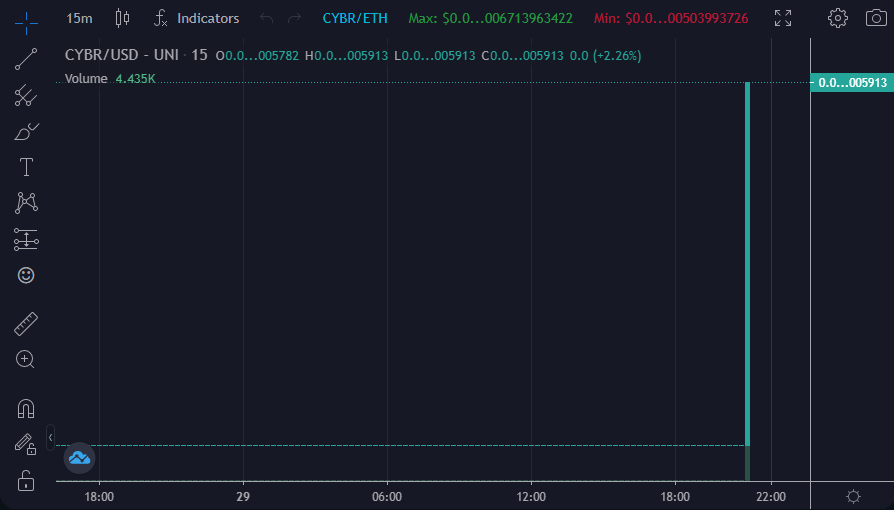 15m Indicators CYBR/ETH Max: $0.0...006713963422 Min: $0.0...00503993726
CYBR/USD - UNI · 15 O0.0...005782 H0.0...005913 L0.0...005913 C0.0...005913 0.0 (+2.26%)
Volume 4.435K
0.0...005913
18:00 29 06:00 12:00 18:00 22:00